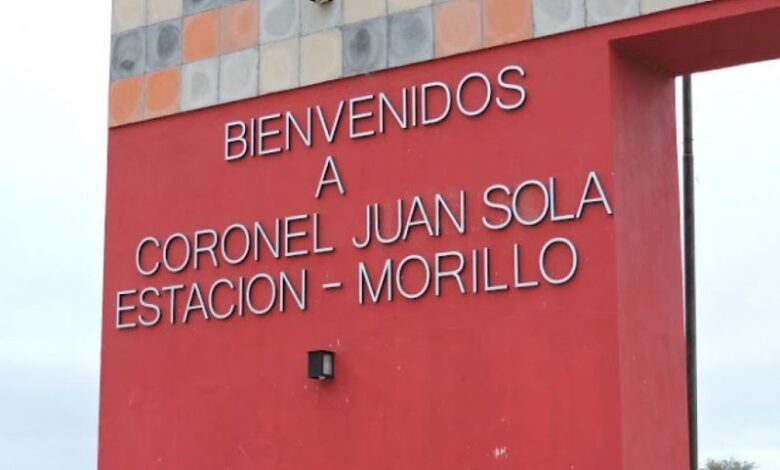 BIENVENIDOS
A
CORONEL JUAN SOLA
ESTACION - MORILLO